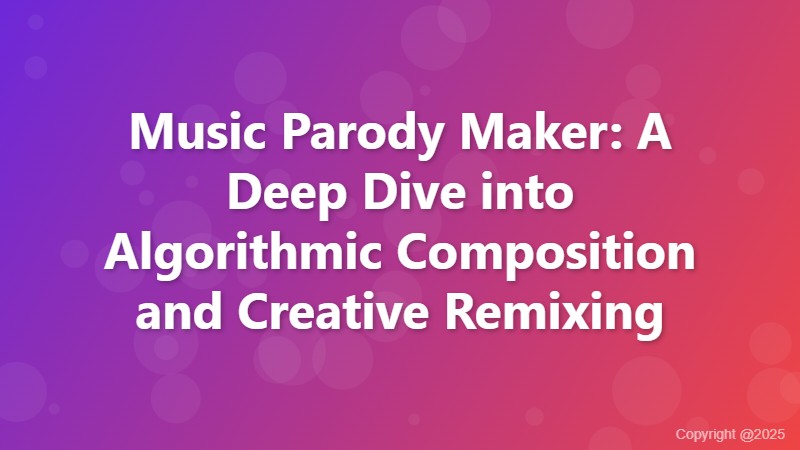 Music Parody Maker: A
Deep Dive into
Algorithmic Composition
and Creative Remixing
Copyright @2025